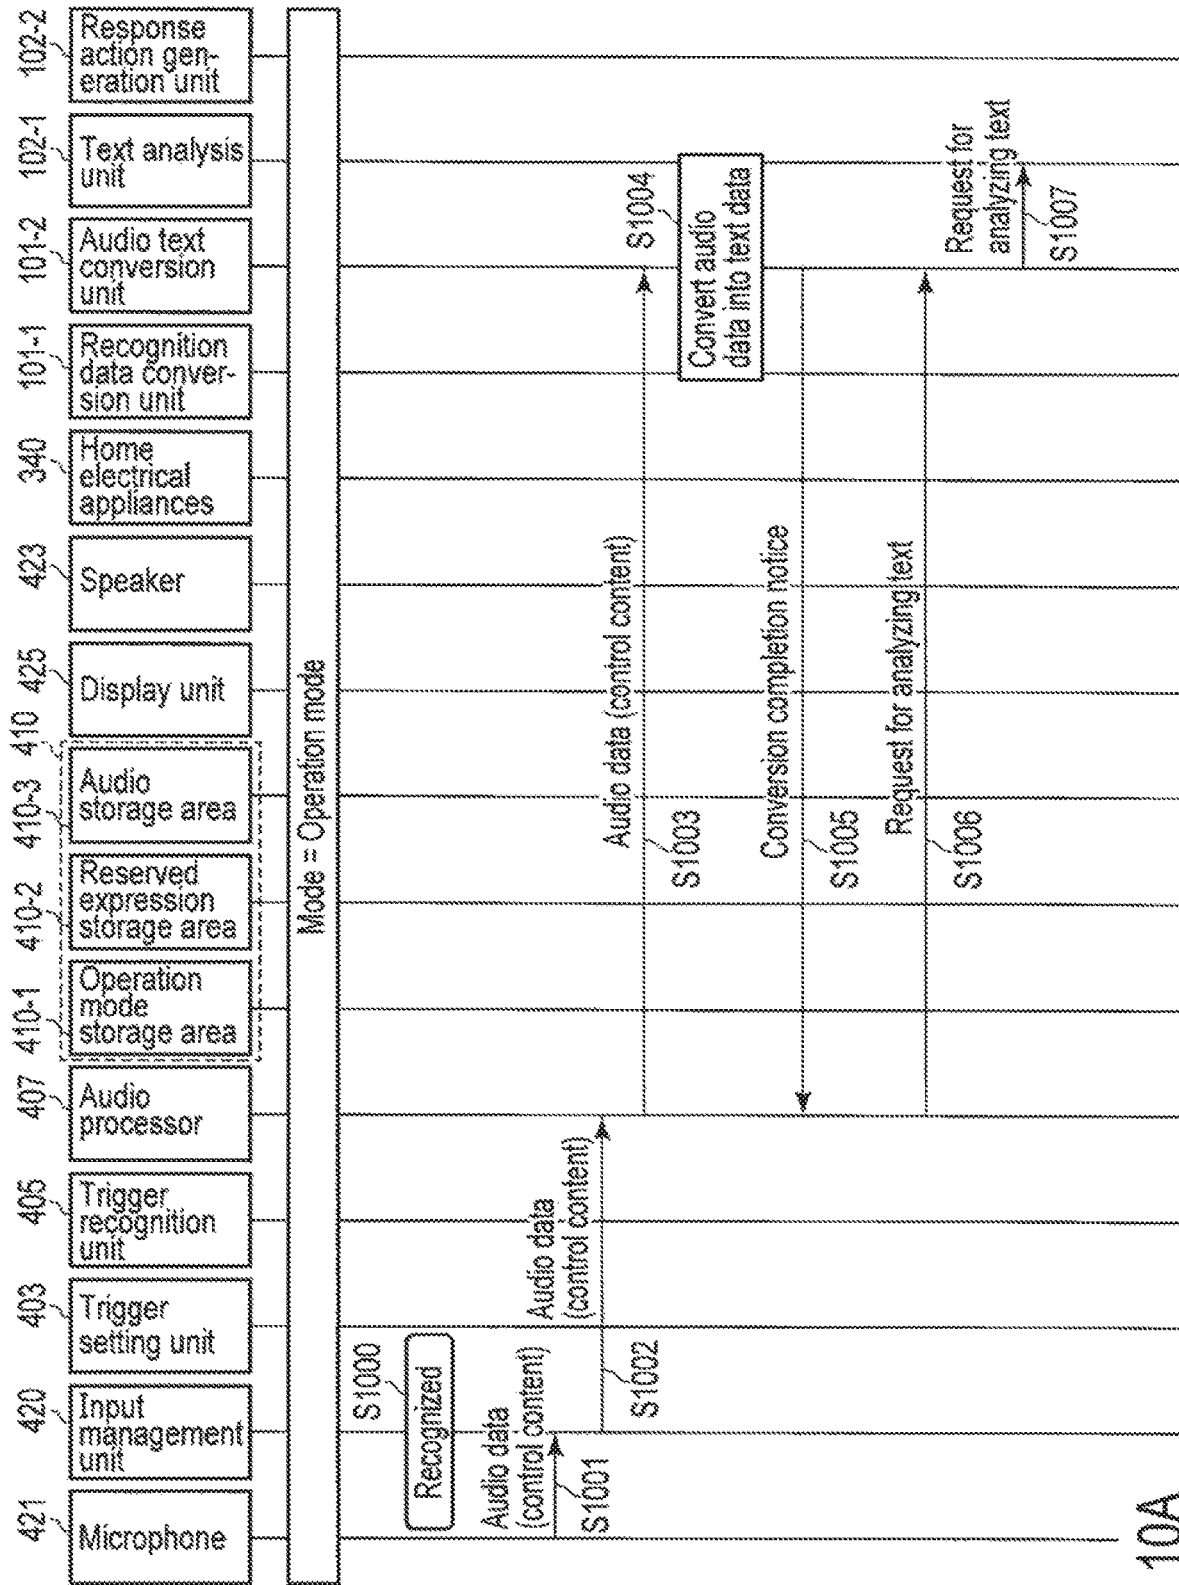 421
Microphone
420
Input
management
unit
403
Trigger
setting unit
405
Trigger
recognition
unit
407
Audio
processor
410-1
Operation
mode
storage area
410-2
Reserved
expression
storage area
410-3
Audio
storage area
410
425
Display unit
423
Speaker
340
Home
electrical
appliances
101-1
Recognition
data conver-
sion unit
101-2
Audio text
conversion
unit
102-1
Text analysis
unit
102-2
Response
action gen-
eration unit
Mode = Operation mode
S1000
Recognized
Audio data
(control content)
S1001
Audio data
(control content)
S1002
Audio data (control content)
S1003
S1004
Convert audio
data into text data
Conversion completion notice
S1005
Request for analyzing text
S1006
Request for
analyzing text
S1007
10A